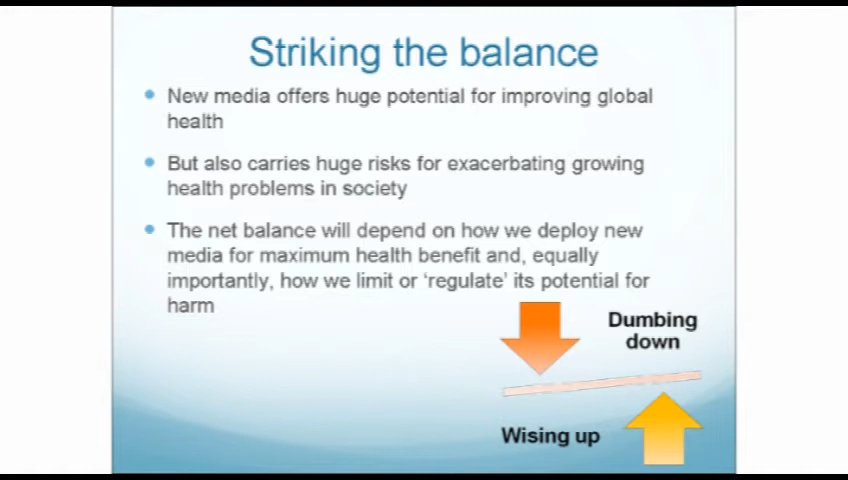 Striking the balance
New media offers huge potential for improving global
health
But also carries huge risks for exacerbating growing
health problems in society
The net balance will depend on how we deploy new
media for maximum health benefit and, equally
importantly, how we limit or ‘regulate’ its potential for
harm
Dumbing
down
Wising up